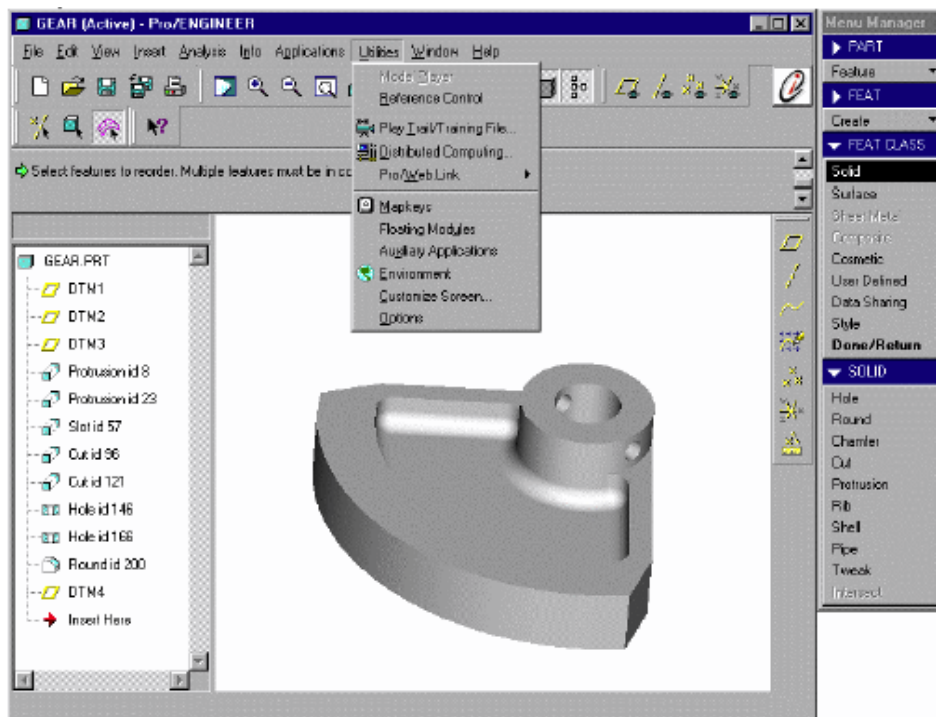 GEAR (Active) - Pro/ENGINEER
File Edit View Insert Analysis Info Applications Utilities Window Help
Model Player
Reference Control
Play Trail/Training File...
Distributed Computing...
Pro/Web.Link
Mapkeys
Floating Modules
Auxiliary Applications
Environment
Customize Screen...
Options
Select features to reorder. Multiple features must be in co
GEAR.PRT
DTM1
DTM2
DTM3
Protrusion id 8
Protrusion id 23
Slot id 57
Cut id 96
Cut id 121
Hole id 146
Hole id 166
Round id 200
DTM4
Insert Here
Menu Manager
PART
Feature
FEAT
Create
FEAT CLASS
Solid
Surface
Sheet Metal
Composite
Cosmetic
User Defined
Data Sharing
Style
Done/Return
SOLID
Hole
Round
Chamfer
Cut
Protrusion
Rib
Shell
Pipe
Tweak
Intersect